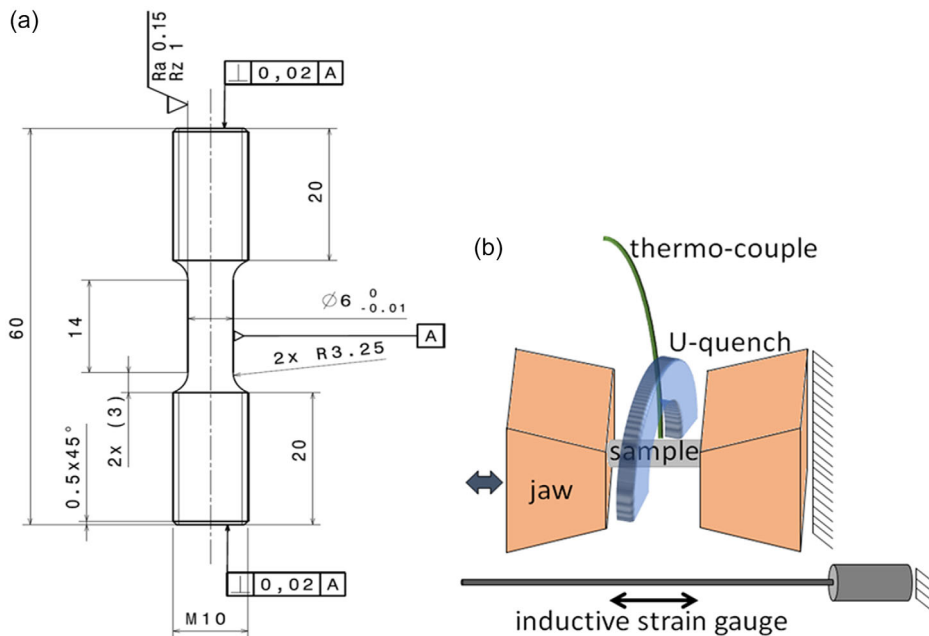 (a)
Ra 0.15
Rz 1
⊥ 0,02 A
60
20
14
∅6 0 -0.01
A
2x R3.25
2x (3)
20
0.5x45°
⊥ 0,02 A
M10
(b)
thermo-couple
U-quench
sample
jaw
inductive strain gauge